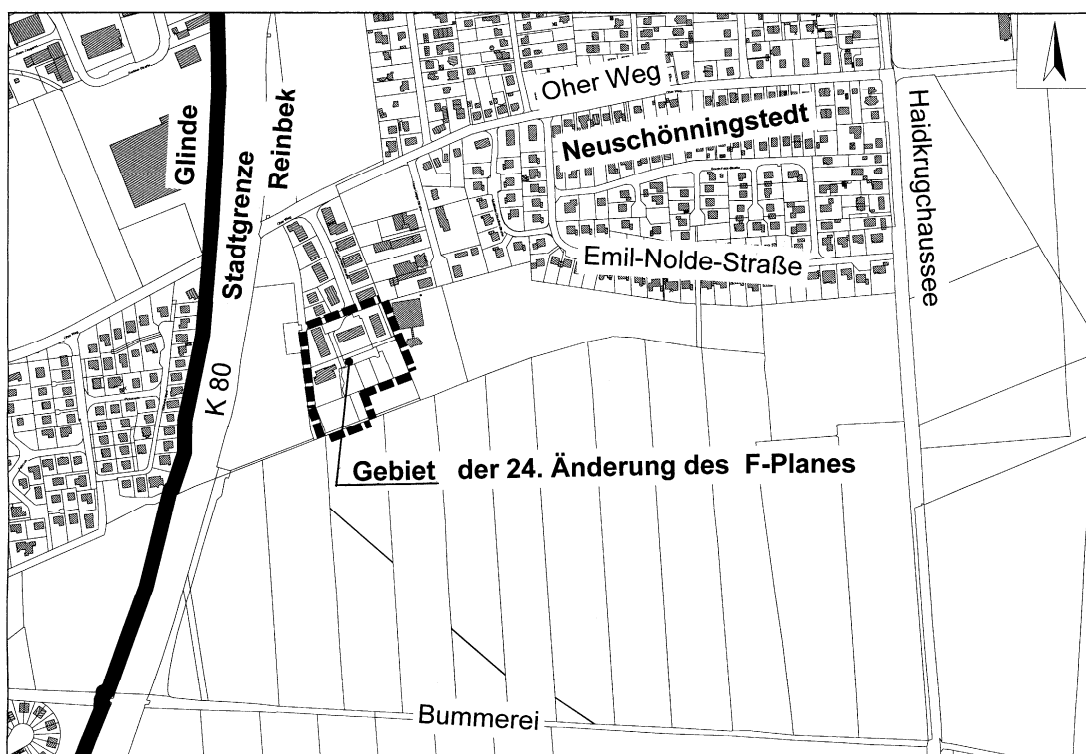 Oher Weg
Neuschönningstedt
Glinde
Stadtgrenze
Reinbek
Haidkrugchaussee
Emil-Nolde-Straße
K 80
Gebiet der 24. Änderung des F-Planes
Bummerei